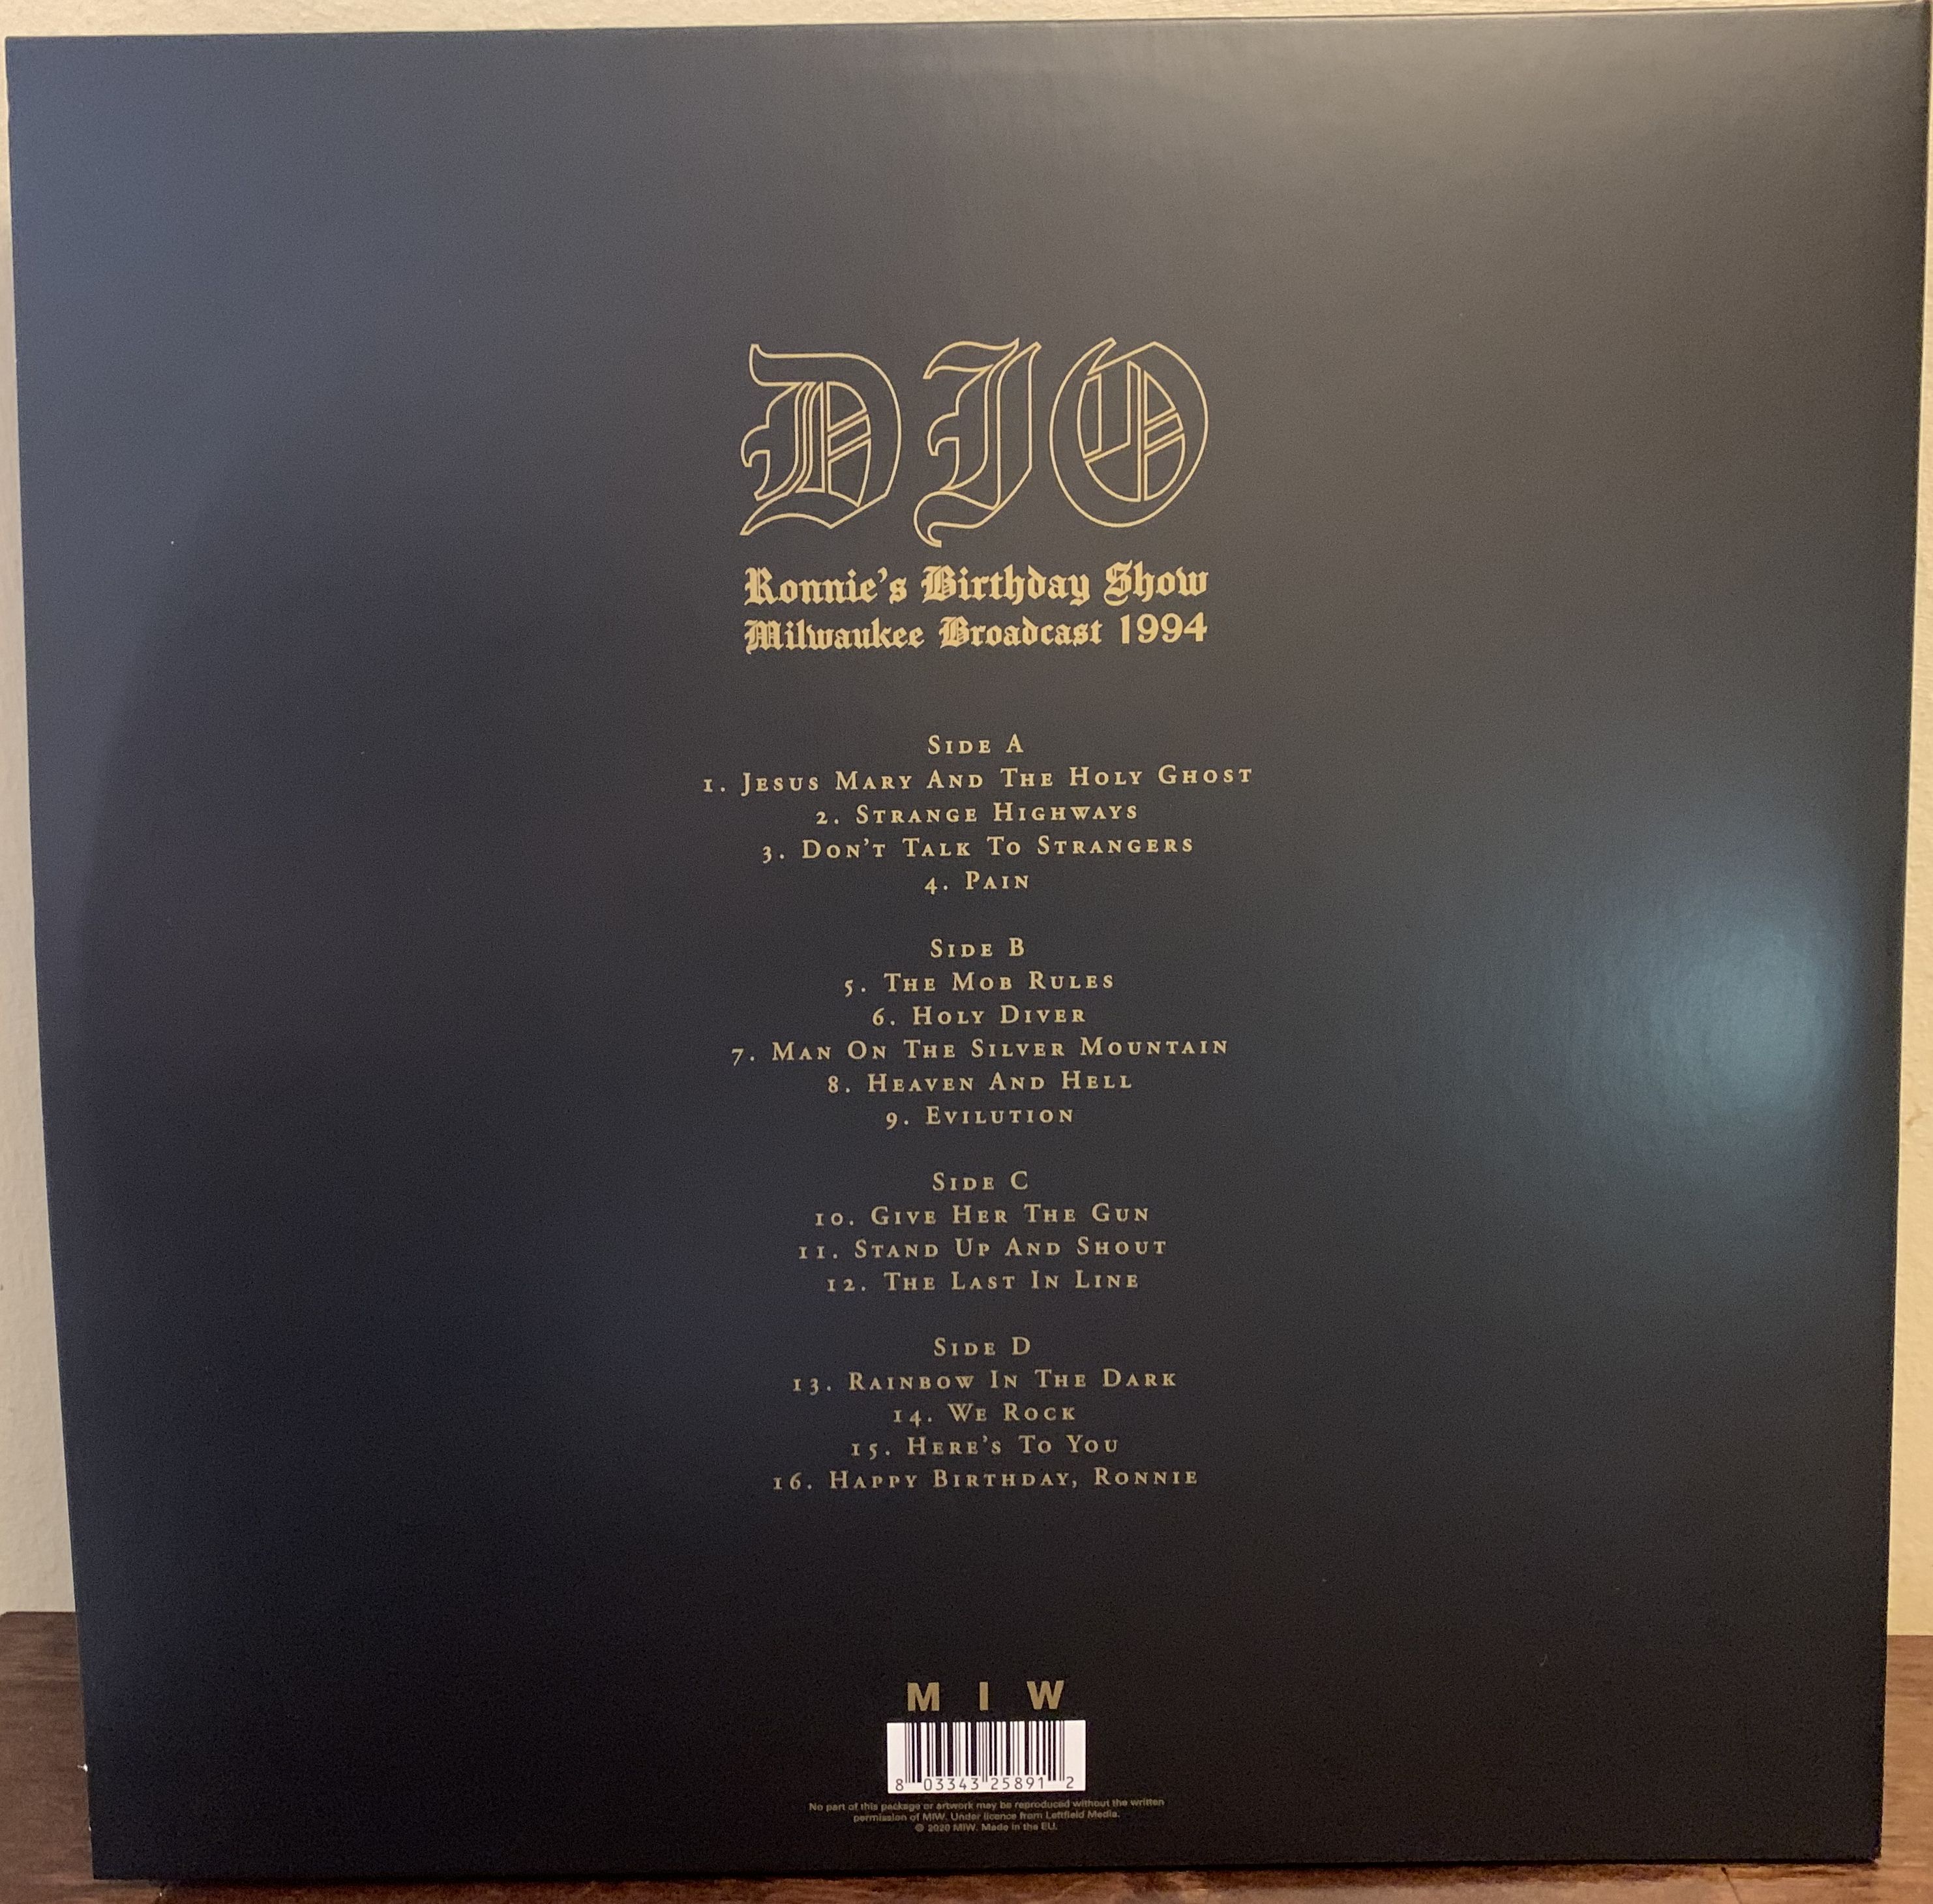 DIO
Ronnie's Birthday Show
Milwaukee Broadcast 1994
Side A
1. Jesus Mary And The Holy Ghost
2. Strange Highways
3. Don't Talk To Strangers
4. Pain
Side B
5. The Mob Rules
6. Holy Diver
7. Man On The Silver Mountain
8. Heaven And Hell
9. Evilution
Side C
10. Give Her The Gun
11. Stand Up And Shout
12. The Last In Line
Side D
13. Rainbow In The Dark
14. We Rock
15. Here's To You
16. Happy Birthday, Ronnie
M I W
8 03343 25891 2
No part of this package or artwork may be reproduced without the written
permission of MIW. Under licence from Leftfield Media.
© 2020 MIW. Made in the EU.